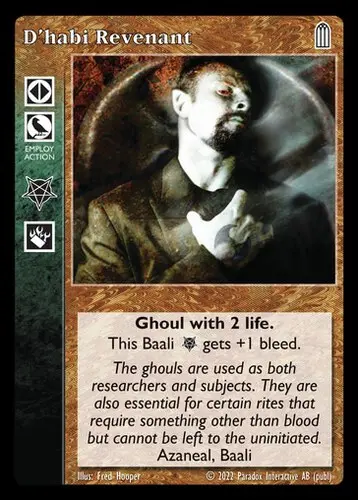 D'habi Revenant
EMPLOY
ACTION
Ghoul with 2 life.
This Baali gets +1 bleed.
The ghouls are used as both
researchers and subjects. They are
also essential for certain rites that
require something other than blood
but cannot be left to the uninitiated.
Azaneal, Baali
Illus: Fred Hooper © 2022 Paradox Interactive AB (publ)